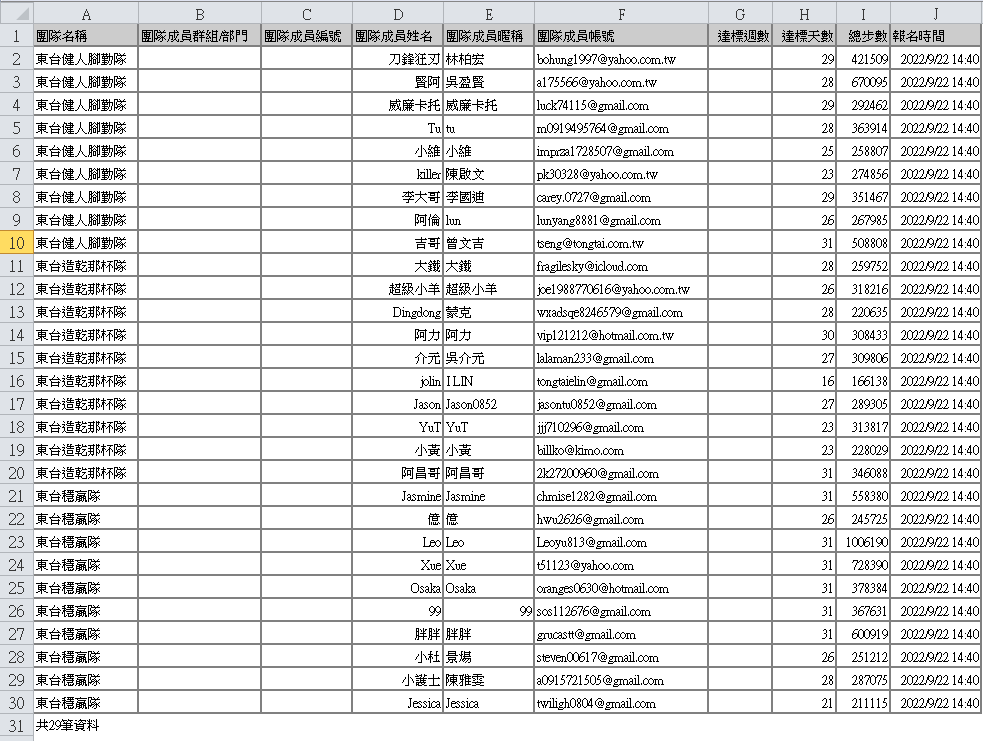 A B C D E F G H I J
1 團隊名稱 團隊成員群組/部門 團隊成員編號 團隊成員姓名 團隊成員暱稱 團隊成員帳號 達標週數 達標天數 總步數 報名時間
2 東台健人腳勤隊 刀鋒狂刃 林柏宏 bohung1997@yahoo.com.tw 29 421509 2022/9/22 14:40
3 東台健人腳勤隊 賢阿 吳盈賢 a175566@yahoo.com.tw 28 670095 2022/9/22 14:40
4 東台健人腳勤隊 威廉卡托 威廉卡托 luck74115@gmail.com 29 292462 2022/9/22 14:40
5 東台健人腳勤隊 Tu tu m0919495764@gmail.com 28 363914 2022/9/22 14:40
6 東台健人腳勤隊 小維 小維 imprza1728507@gmail.com 25 258807 2022/9/22 14:40
7 東台健人腳勤隊 killer 陳啟文 pk30328@yahoo.com.tw 23 274856 2022/9/22 14:40
8 東台健人腳勤隊 李大哥 李國迪 carey.0727@gmail.com 29 351467 2022/9/22 14:40
9 東台健人腳勤隊 阿倫 lun lunyang8881@gmail.com 26 267985 2022/9/22 14:40
10 東台健人腳勤隊 吉哥 曾文吉 tseng@tongtai.com.tw 31 508808 2022/9/22 14:40
11 東台造乾那杯隊 大鐵 大鐵 fragilesky@icloud.com 28 259752 2022/9/22 14:40
12 東台造乾那杯隊 超級小羊 超級小羊 joe1988770616@yahoo.com.tw 26 318216 2022/9/22 14:40
13 東台造乾那杯隊 Dingdong 蒙克 wxadsqe8246579@gmail.com 28 220635 2022/9/22 14:40
14 東台造乾那杯隊 阿力 阿力 vip121212@hotmail.com.tw 30 308433 2022/9/22 14:40
15 東台造乾那杯隊 介元 吳介元 lalaman233@gmail.com 27 309806 2022/9/22 14:40
16 東台造乾那杯隊 jolin I LIN tongtaielin@gmail.com 16 166138 2022/9/22 14:40
17 東台造乾那杯隊 Jason Jason0852 jasontu0852@gmail.com 27 289305 2022/9/22 14:40
18 東台造乾那杯隊 YuT YuT jjj710296@gmail.com 23 313817 2022/9/22 14:40
19 東台造乾那杯隊 小黃 小黃 billko@kimo.com 23 228029 2022/9/22 14:40
20 東台造乾那杯隊 阿昌哥 阿昌哥 2k27200960@gmail.com 31 346088 2022/9/22 14:40
21 東台穩贏隊 Jasmine Jasmine chmise1282@gmail.com 31 558380 2022/9/22 14:40
22 東台穩贏隊 億 億 hwu2626@gmail.com 26 245725 2022/9/22 14:40
23 東台穩贏隊 Leo Leo Leoyu813@gmail.com 31 1006190 2022/9/22 14:40
24 東台穩贏隊 Xue Xue t51123@yahoo.com 31 728390 2022/9/22 14:40
25 東台穩贏隊 Osaka Osaka oranges0630@hotmail.com 31 378384 2022/9/22 14:40
26 東台穩贏隊 99 99 sos112676@gmail.com 31 367631 2022/9/22 14:40
27 東台穩贏隊 胖胖 胖胖 grucastt@gmail.com 31 600919 2022/9/22 14:40
28 東台穩贏隊 小杜 景煬 steven00617@gmail.com 26 251212 2022/9/22 14:40
29 東台穩贏隊 小護士 陳雅雯 a0915721505@gmail.com 28 287075 2022/9/22 14:40
30 東台穩贏隊 Jessica Jessica twiligh0804@gmail.com 21 211115 2022/9/22 14:40
31 共29筆資料